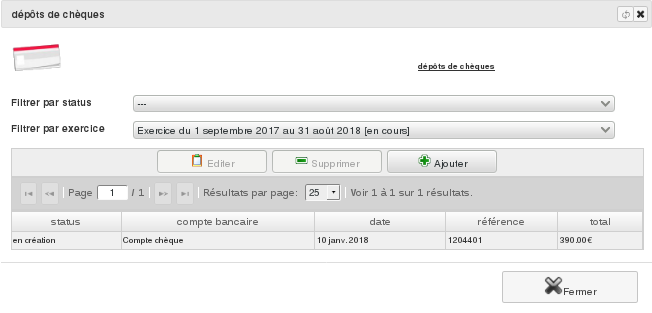 dépôts de chèques
dépôts de chèques
Filtrer par status
---
Filtrer par exercice
Exercice du 1 septembre 2017 au 31 août 2018 [en cours]
Editer Supprimer Ajouter
Page 1 / 1 Résultats par page: 25 Voir 1 à 1 sur 1 résultats.
status compte bancaire date référence total
en création Compte chèque 10 janv. 2018 1204401 390.00€
Fermer